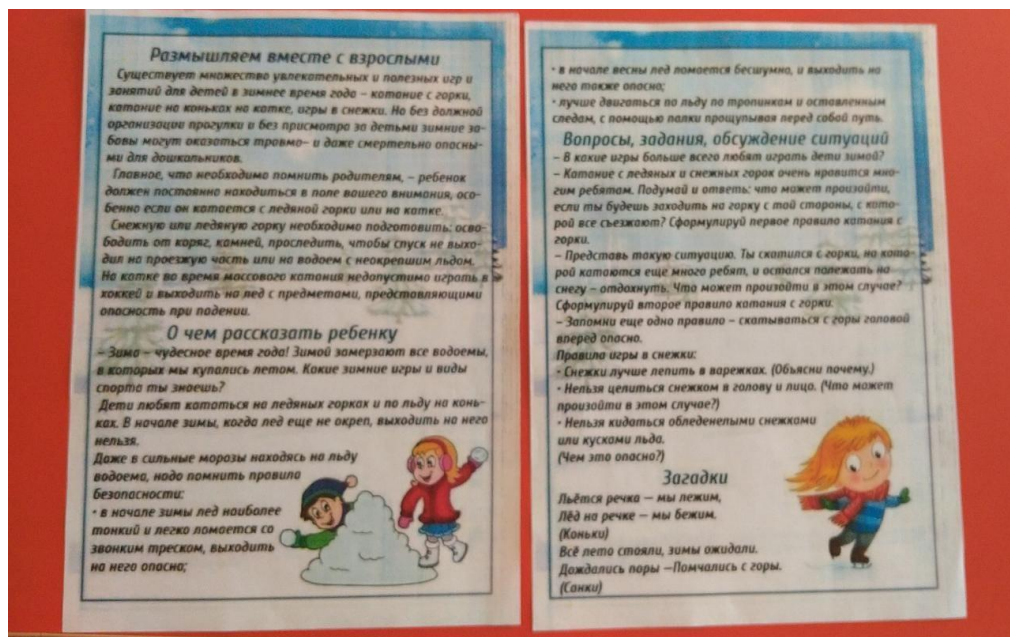 Размышляем вместе с взрослыми
Существует множество увлекательных и полезных игр и
занятий для детей в зимнее время года – катание с горки,
катание на коньках на катке, игры в снежки. Но без должной
организации прогулки и без присмотра за детьми зимние за-
бавы могут оказаться травмо- и даже смертельно опасны-
ми для дошкольников.
Главное, что необходимо помнить родителям, – ребенок
должен постоянно находиться в поле вашего внимания, осо-
бенно если он катается с ледяной горки или на катке.
Снежную или ледяную горку необходимо подготовить: осво-
бодить от коряг, камней, проследить, чтобы спуск не выхо-
дил на проезжую часть или на водоем с неокрепшим льдом.
На катке во время массового катания недопустимо играть в
хоккей и выходить на лед с предметами, представляющими
опасность при падении.
О чем рассказать ребенку
– Зима – чудесное время года! Зимой замерзают все водоемы,
в которых мы купались летом. Какие зимние игры и виды
спорта ты знаешь?
Дети любят кататься на ледяных горках и по льду на конь-
ках. В начале зимы, когда лед еще не окреп, выходить на него
нельзя.
Даже в сильные морозы находясь на льду
водоема, надо помнить правила
безопасности:
• в начале зимы лед наиболее
тонкий и легко ломается со
звонким треском, выходить
на него опасно;
• в начале весны лед ломается бесшумно, и выходить на
него также опасно;
• лучше двигаться по льду по тропинкам и оставленным
следам, с помощью палки прощупывая перед собой путь.
Вопросы, задания, обсуждение ситуаций
– В какие игры больше всего любят играть дети зимой?
– Катание с ледяных и снежных горок очень нравится мно-
гим ребятам. Подумай и ответь: что может произойти,
если ты будешь заходить на горку с той стороны, с кото-
рой все съезжают? Сформулируй первое правило катания с
горки.
– Представь такую ситуацию. Ты скатился с горки, на кото-
рой катаются еще много ребят, и остался полежать на
снегу – отдохнуть. Что может произойти в этом случае?
Сформулируй второе правило катания с горки.
– Запомни еще одно правило – скатываться с горы головой
вперед опасно.
Правила игры в снежки:
• Снежки лучше лепить в варежках. (Объясни почему.)
• Нельзя целиться снежком в голову и лицо. (Что может
произойти в этом случае?)
• Нельзя кидаться обледенелыми снежками
или кусками льда.
(Чем это опасно?)
Загадки
Льётся речка — мы лежим,
Лёд на речке — мы бежим.
(Коньки)
Всё лето стояли, зимы ожидали.
Дождались поры —Помчались с горы.
(Санки)